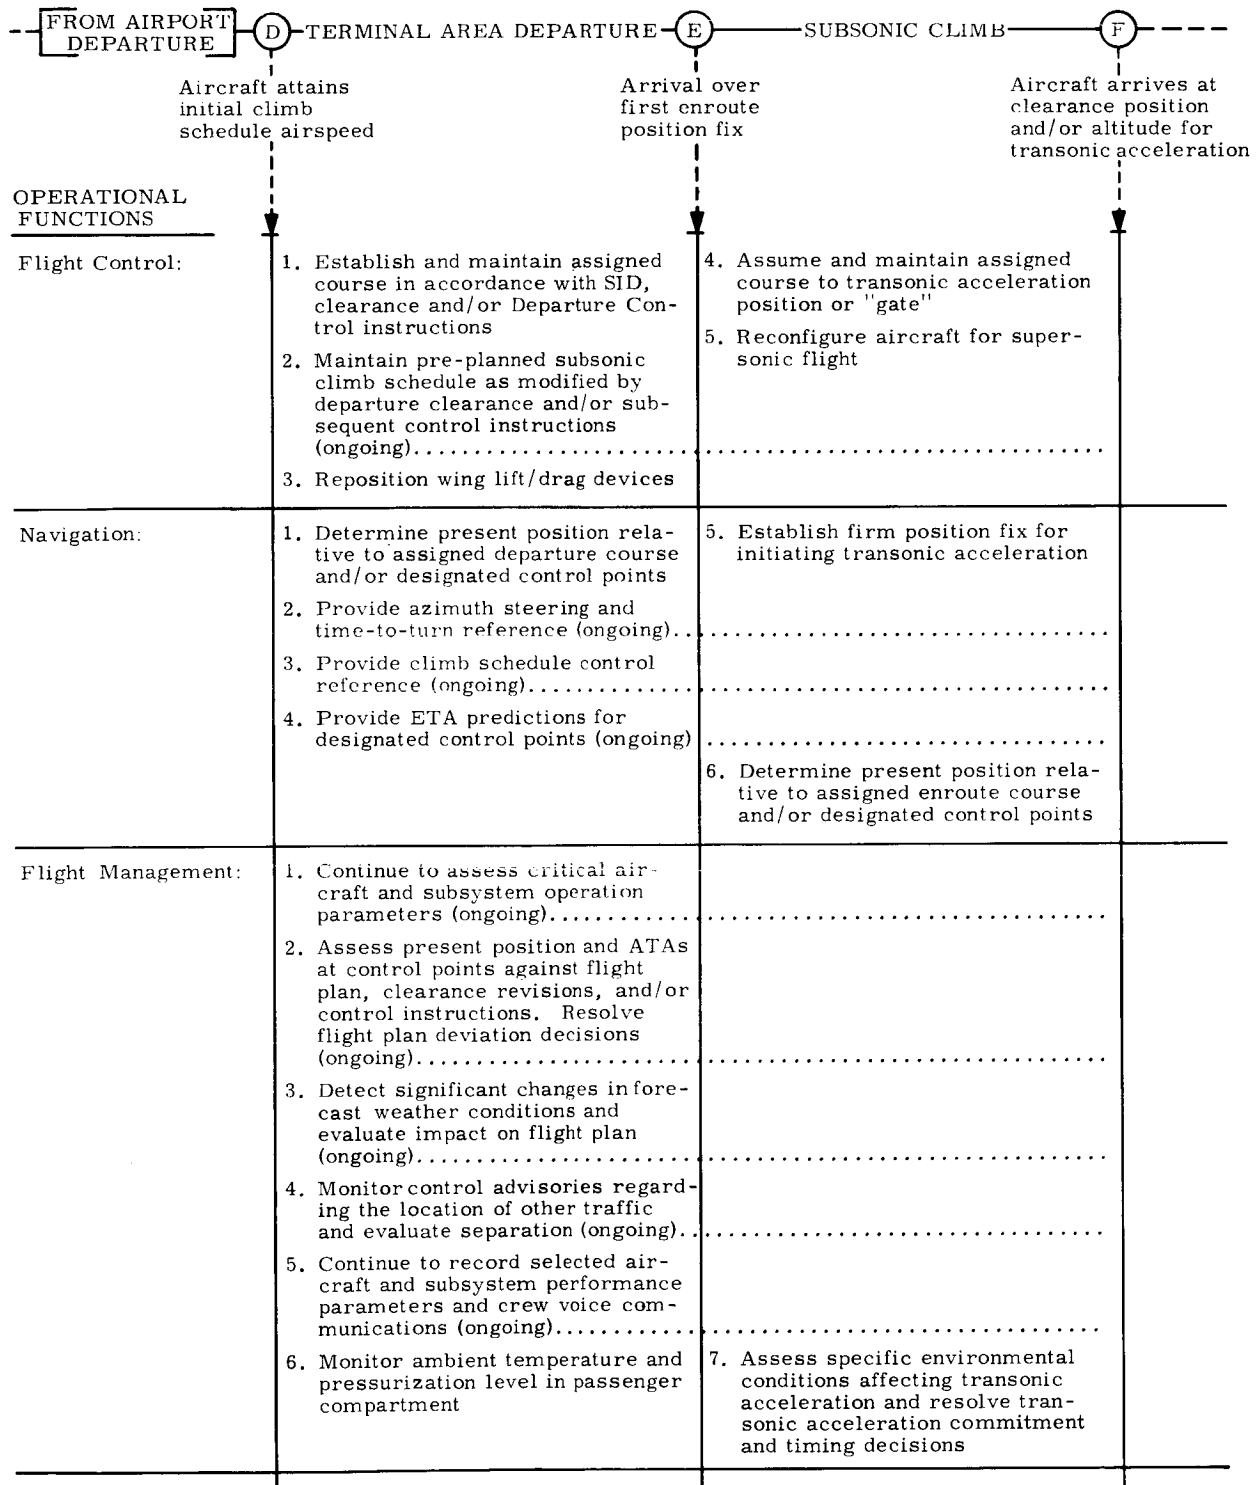 FROM AIRPORT
DEPARTURE
D
TERMINAL AREA DEPARTURE
E
SUBSONIC CLIMB
F
Aircraft attains
initial climb
schedule airspeed
Arrival over
first enroute
position fix
Aircraft arrives at
clearance position
and/or altitude for
transonic acceleration
OPERATIONAL
FUNCTIONS
Flight Control:
1. Establish and maintain assigned
course in accordance with SID,
clearance and/or Departure Con-
trol instructions
2. Maintain pre-planned subsonic
climb schedule as modified by
departure clearance and/or sub-
sequent control instructions
(ongoing)
3. Reposition wing lift/drag devices
4. Assume and maintain assigned
course to transonic acceleration
position or "gate"
5. Reconfigure aircraft for super-
sonic flight
Navigation:
1. Determine present position rela-
tive to assigned departure course
and/or designated control points
2. Provide azimuth steering and
time-to-turn reference (ongoing)
3. Provide climb schedule control
reference (ongoing)
4. Provide ETA predictions for
designated control points (ongoing)
5. Establish firm position fix for
initiating transonic acceleration
6. Determine present position rela-
tive to assigned enroute course
and/or designated control points
Flight Management:
1. Continue to assess critical air-
craft and subsystem operation
parameters (ongoing)
2. Assess present position and ATAs
at control points against flight
plan, clearance revisions, and/or
control instructions. Resolve
flight plan deviation decisions
(ongoing)
3. Detect significant changes in fore-
cast weather conditions and
evaluate impact on flight plan
(ongoing)
4. Monitor control advisories regard-
ing the location of other traffic
and evaluate separation (ongoing)
5. Continue to record selected air-
craft and subsystem performance
parameters and crew voice com-
munications (ongoing)
6. Monitor ambient temperature and
pressurization level in passenger
compartment
7. Assess specific environmental
conditions affecting transonic
acceleration and resolve tran-
sonic acceleration commitment
and timing decisions